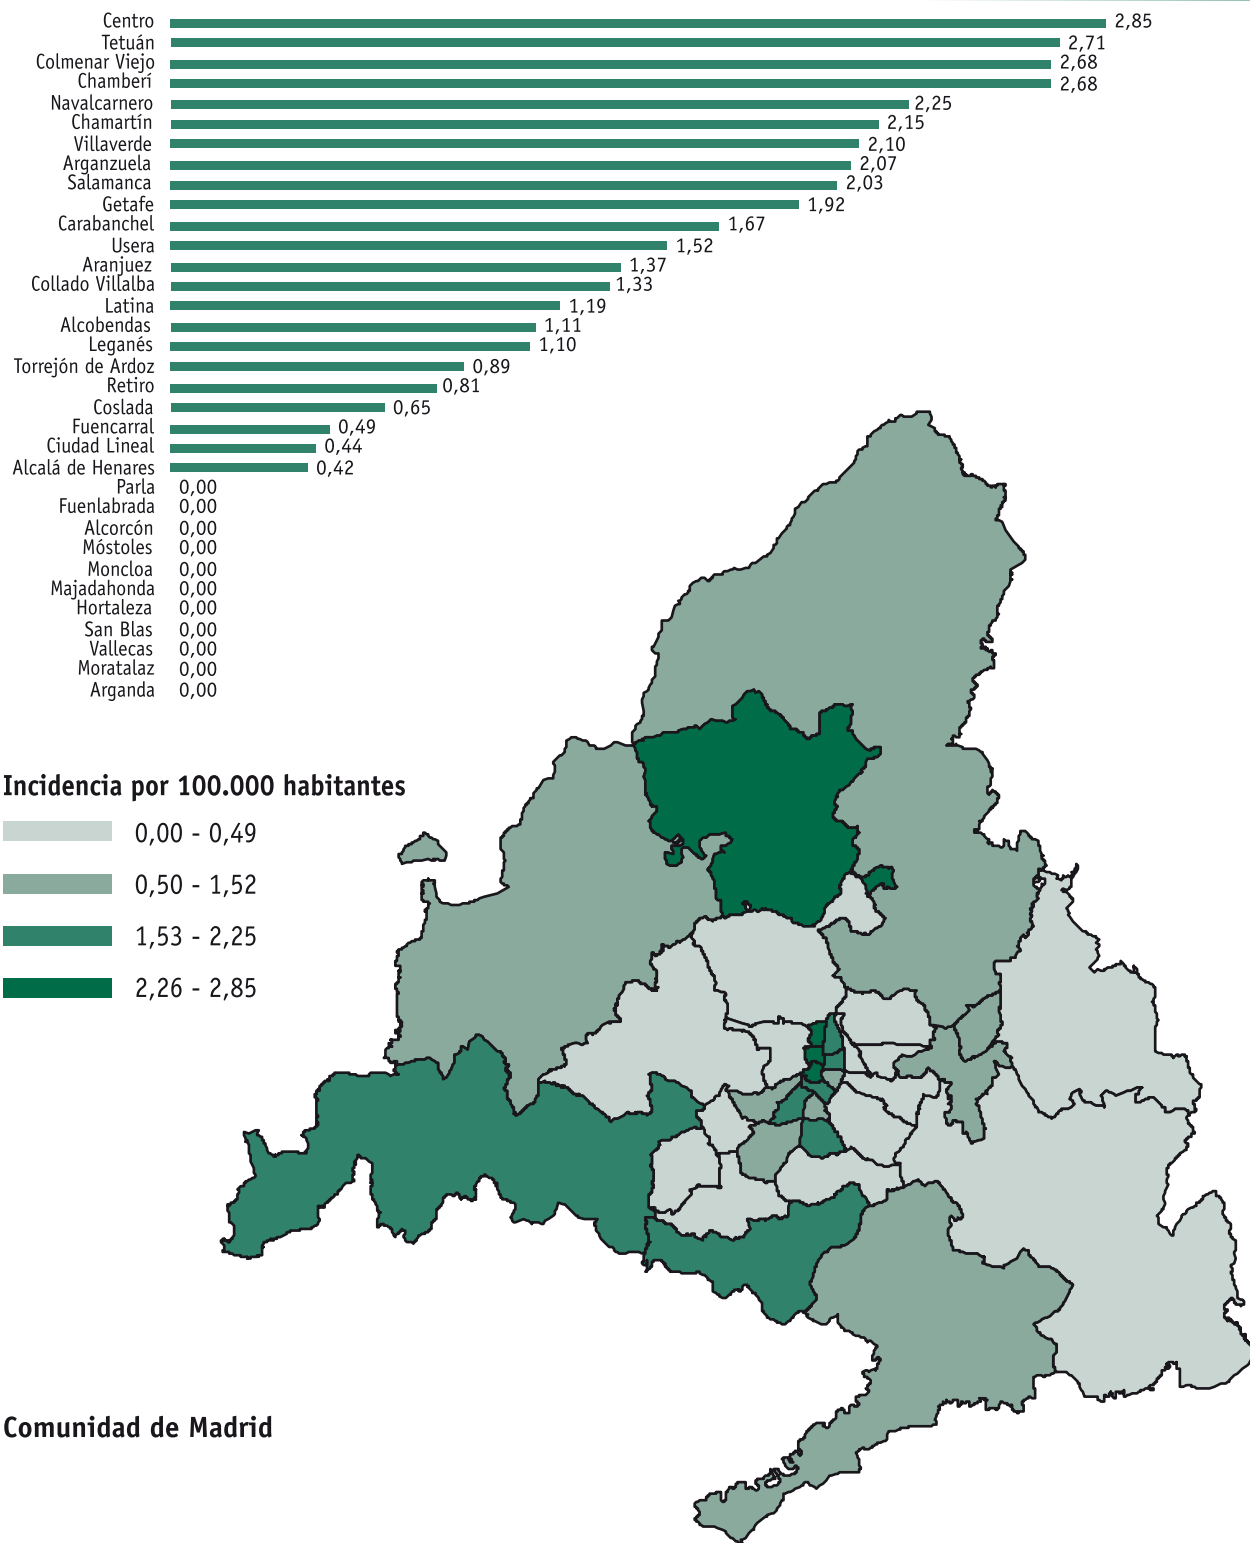 Centro 2,85
Tetuán 2,71
Colmenar Viejo 2,68
Chamberí 2,68
Navalcarnero 2,25
Chamartín 2,15
Villaverde 2,10
Arganzuela 2,07
Salamanca 2,03
Getafe 1,92
Carabanchel 1,67
Usera 1,52
Aranjuez 1,37
Collado Villalba 1,33
Latina 1,19
Alcobendas 1,11
Leganés 1,10
Torrejón de Ardoz 0,89
Retiro 0,81
Coslada 0,65
Fuencarral 0,49
Ciudad Lineal 0,44
Alcalá de Henares 0,42
Parla 0,00
Fuenlabrada 0,00
Alcorcón 0,00
Móstoles 0,00
Moncloa 0,00
Majadahonda 0,00
Hortaleza 0,00
San Blas 0,00
Vallecas 0,00
Moratalaz 0,00
Arganda 0,00
Incidencia por 100.000 habitantes
0,00 - 0,49
0,50 - 1,52
1,53 - 2,25
2,26 - 2,85
Comunidad de Madrid